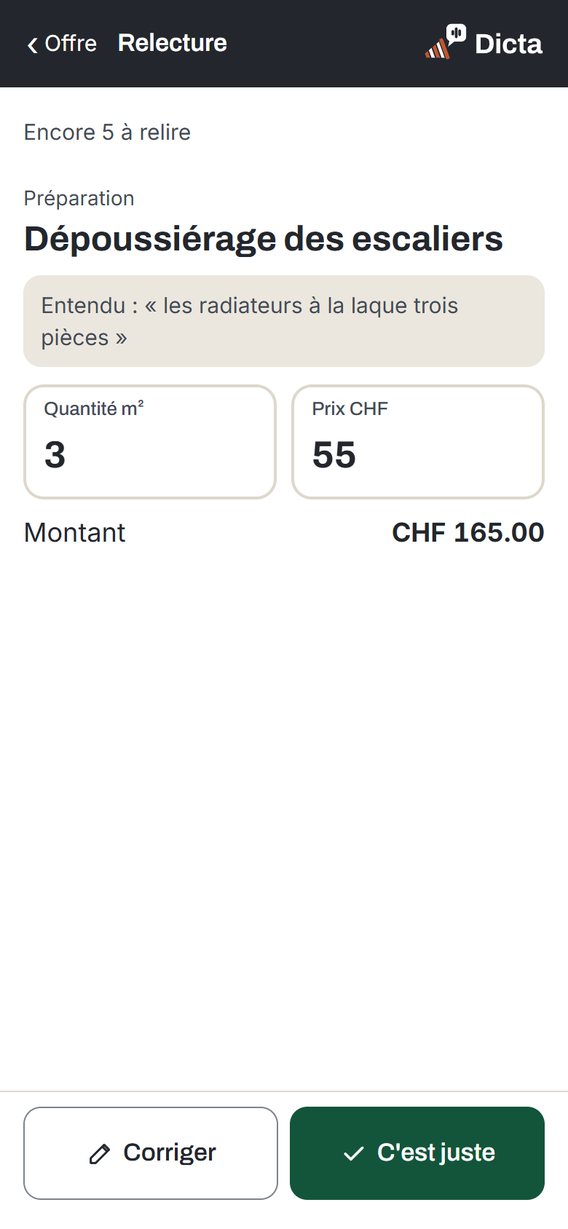 ‹ Offre Relecture Dicta
Encore 5 à relire
Préparation
Dépoussiérage des escaliers
Entendu : « les radiateurs à la laque trois
pièces »
Quantité m² Prix CHF
3 55
Montant CHF 165.00
Corriger C'est juste